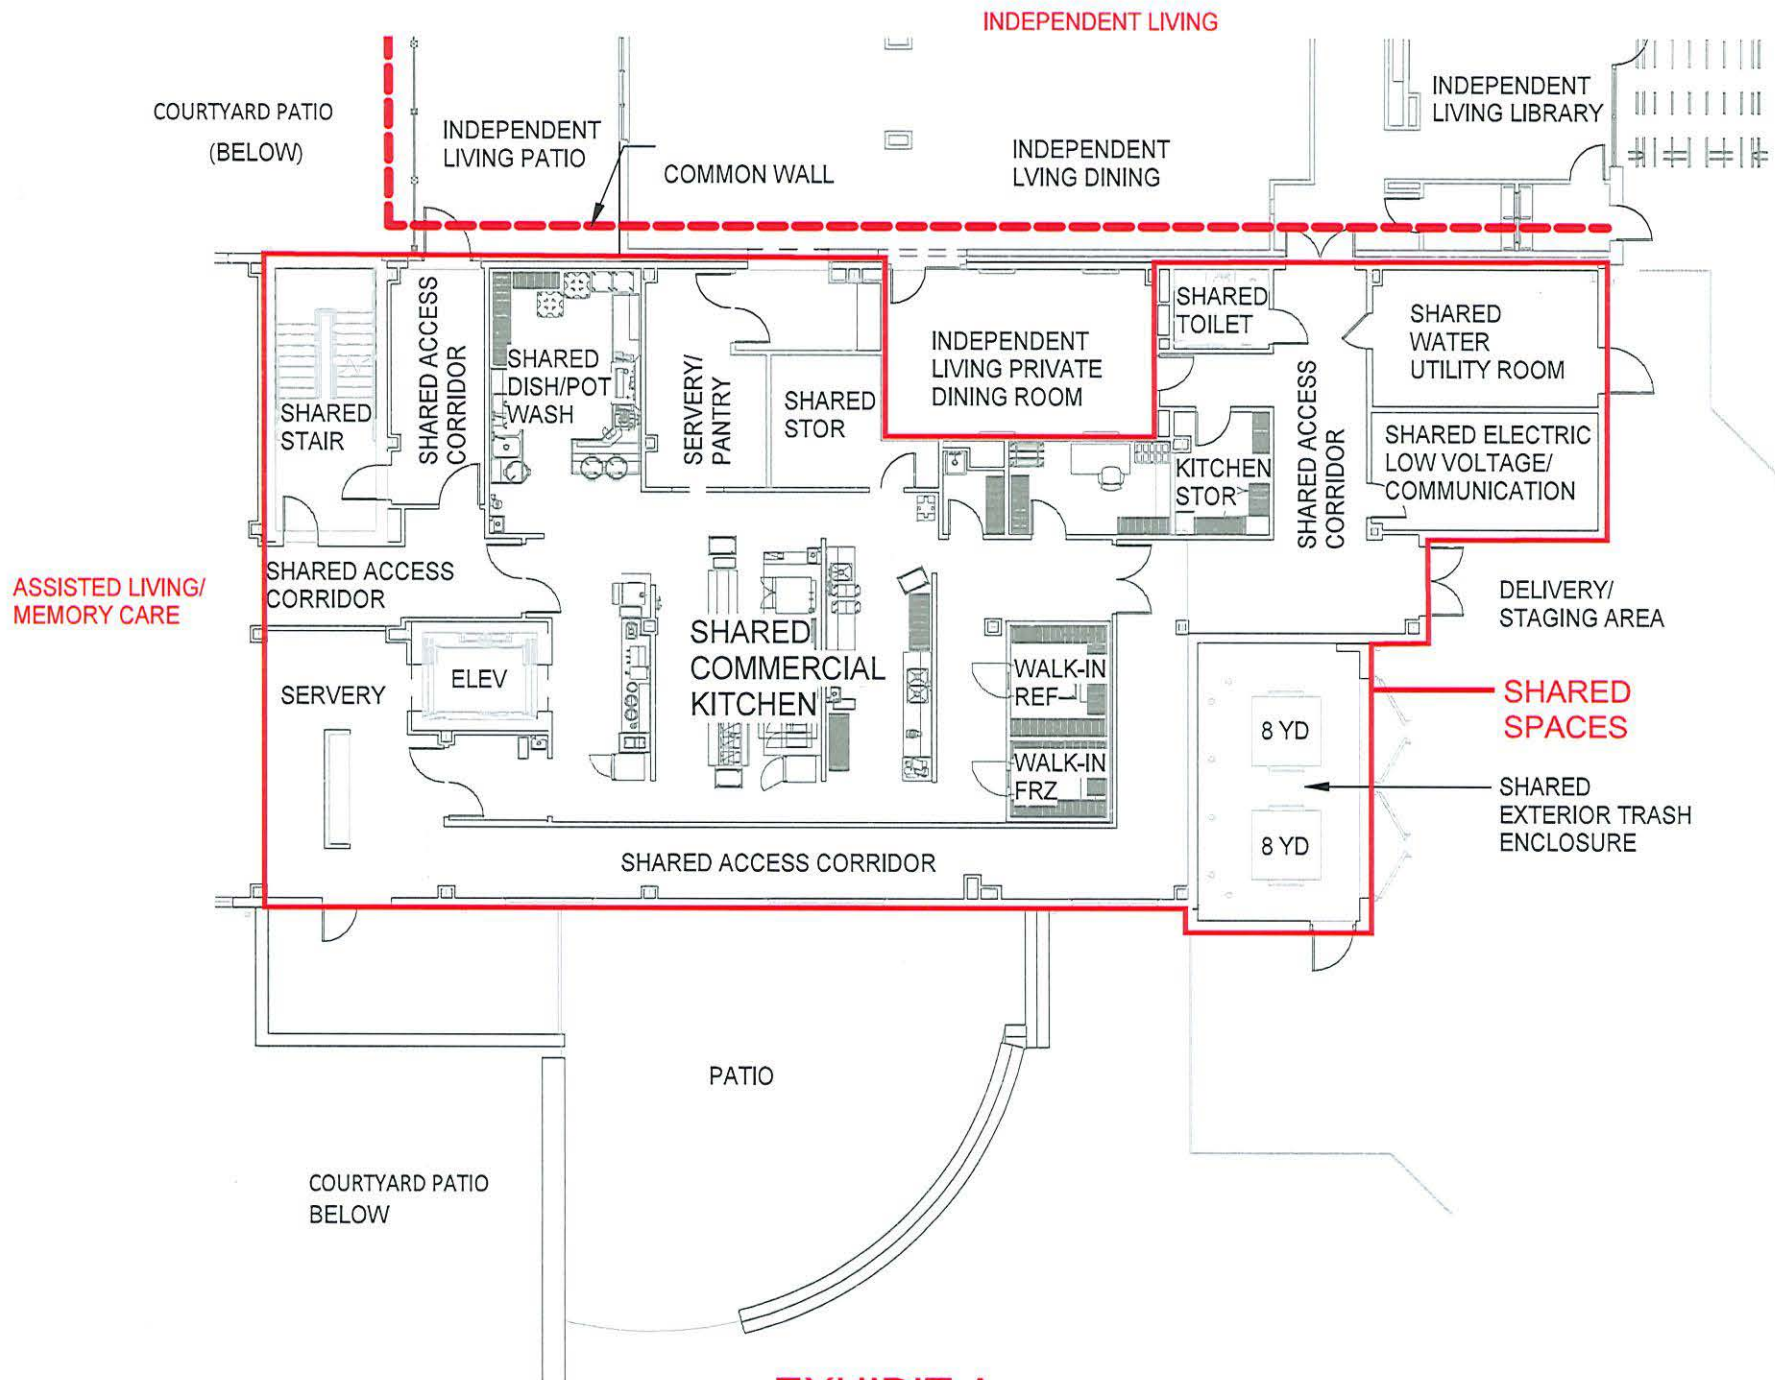 INDEPENDENT LIVING
COURTYARD PATIO
(BELOW)
INDEPENDENT
LIVING PATIO
COMMON WALL
INDEPENDENT
LVING DINING
INDEPENDENT
LIVING LIBRARY
SHARED
STAIR
SHARED ACCESS
CORRIDOR
SHARED
DISH/POT
WASH
SERVERY/
PANTRY
SHARED
STOR
INDEPENDENT
LIVING PRIVATE
DINING ROOM
SHARED
TOILET
KITCHEN
STOR
SHARED ACCESS
CORRIDOR
SHARED
WATER
UTILITY ROOM
SHARED ELECTRIC
LOW VOLTAGE/
COMMUNICATION
ASSISTED LIVING/
MEMORY CARE
SHARED ACCESS
CORRIDOR
DELIVERY/
STAGING AREA
SERVERY
ELEV
SHARED
COMMERCIAL
KITCHEN
WALK-IN
REF
WALK-IN
FRZ
8 YD
8 YD
SHARED
SPACES
SHARED
EXTERIOR TRASH
ENCLOSURE
SHARED ACCESS CORRIDOR
PATIO
COURTYARD PATIO
BELOW